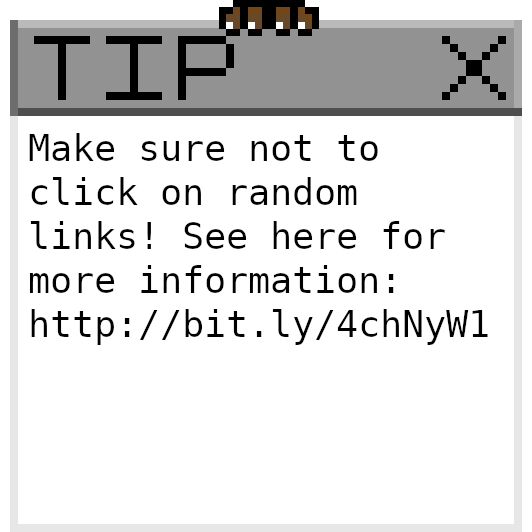 TIP
Make sure not to
click on random
links! See here for
more information:
http://bit.ly/4chNyW1